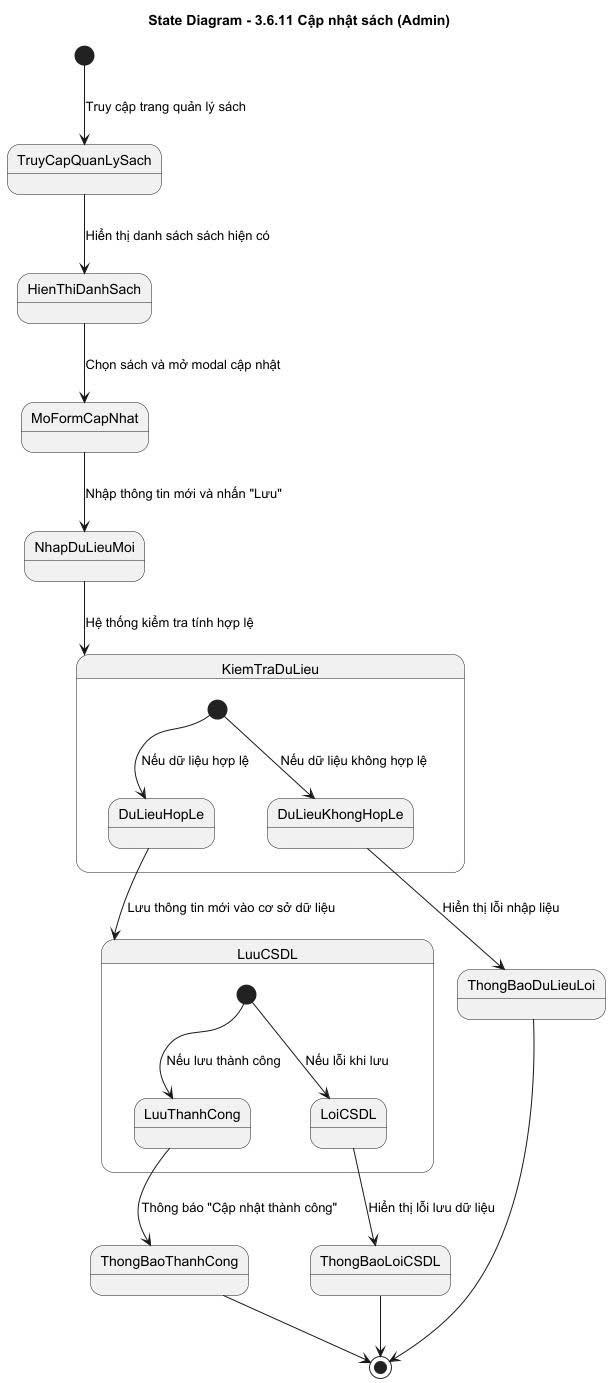 State Diagram - 3.6.11 Cập nhật sách (Admin)
Truy cập trang quản lý sách
TruyCapQuanLySach
Hiển thị danh sách sách hiện có
HienThiDanhSach
Chọn sách và mở modal cập nhật
MoFormCapNhat
Nhập thông tin mới và nhấn "Lưu"
NhapDuLieuMoi
Hệ thống kiểm tra tính hợp lệ
KiemTraDuLieu
Nếu dữ liệu hợp lệ
Nếu dữ liệu không hợp lệ
DuLieuHopLe
DuLieuKhongHopLe
Lưu thông tin mới vào cơ sở dữ liệu
Hiển thị lỗi nhập liệu
LuuCSDL
ThongBaoDuLieuLoi
Nếu lưu thành công
Nếu lỗi khi lưu
LuuThanhCong
LoiCSDL
Thông báo "Cập nhật thành công"
Hiển thị lỗi lưu dữ liệu
ThongBaoThanhCong
ThongBaoLoiCSDL